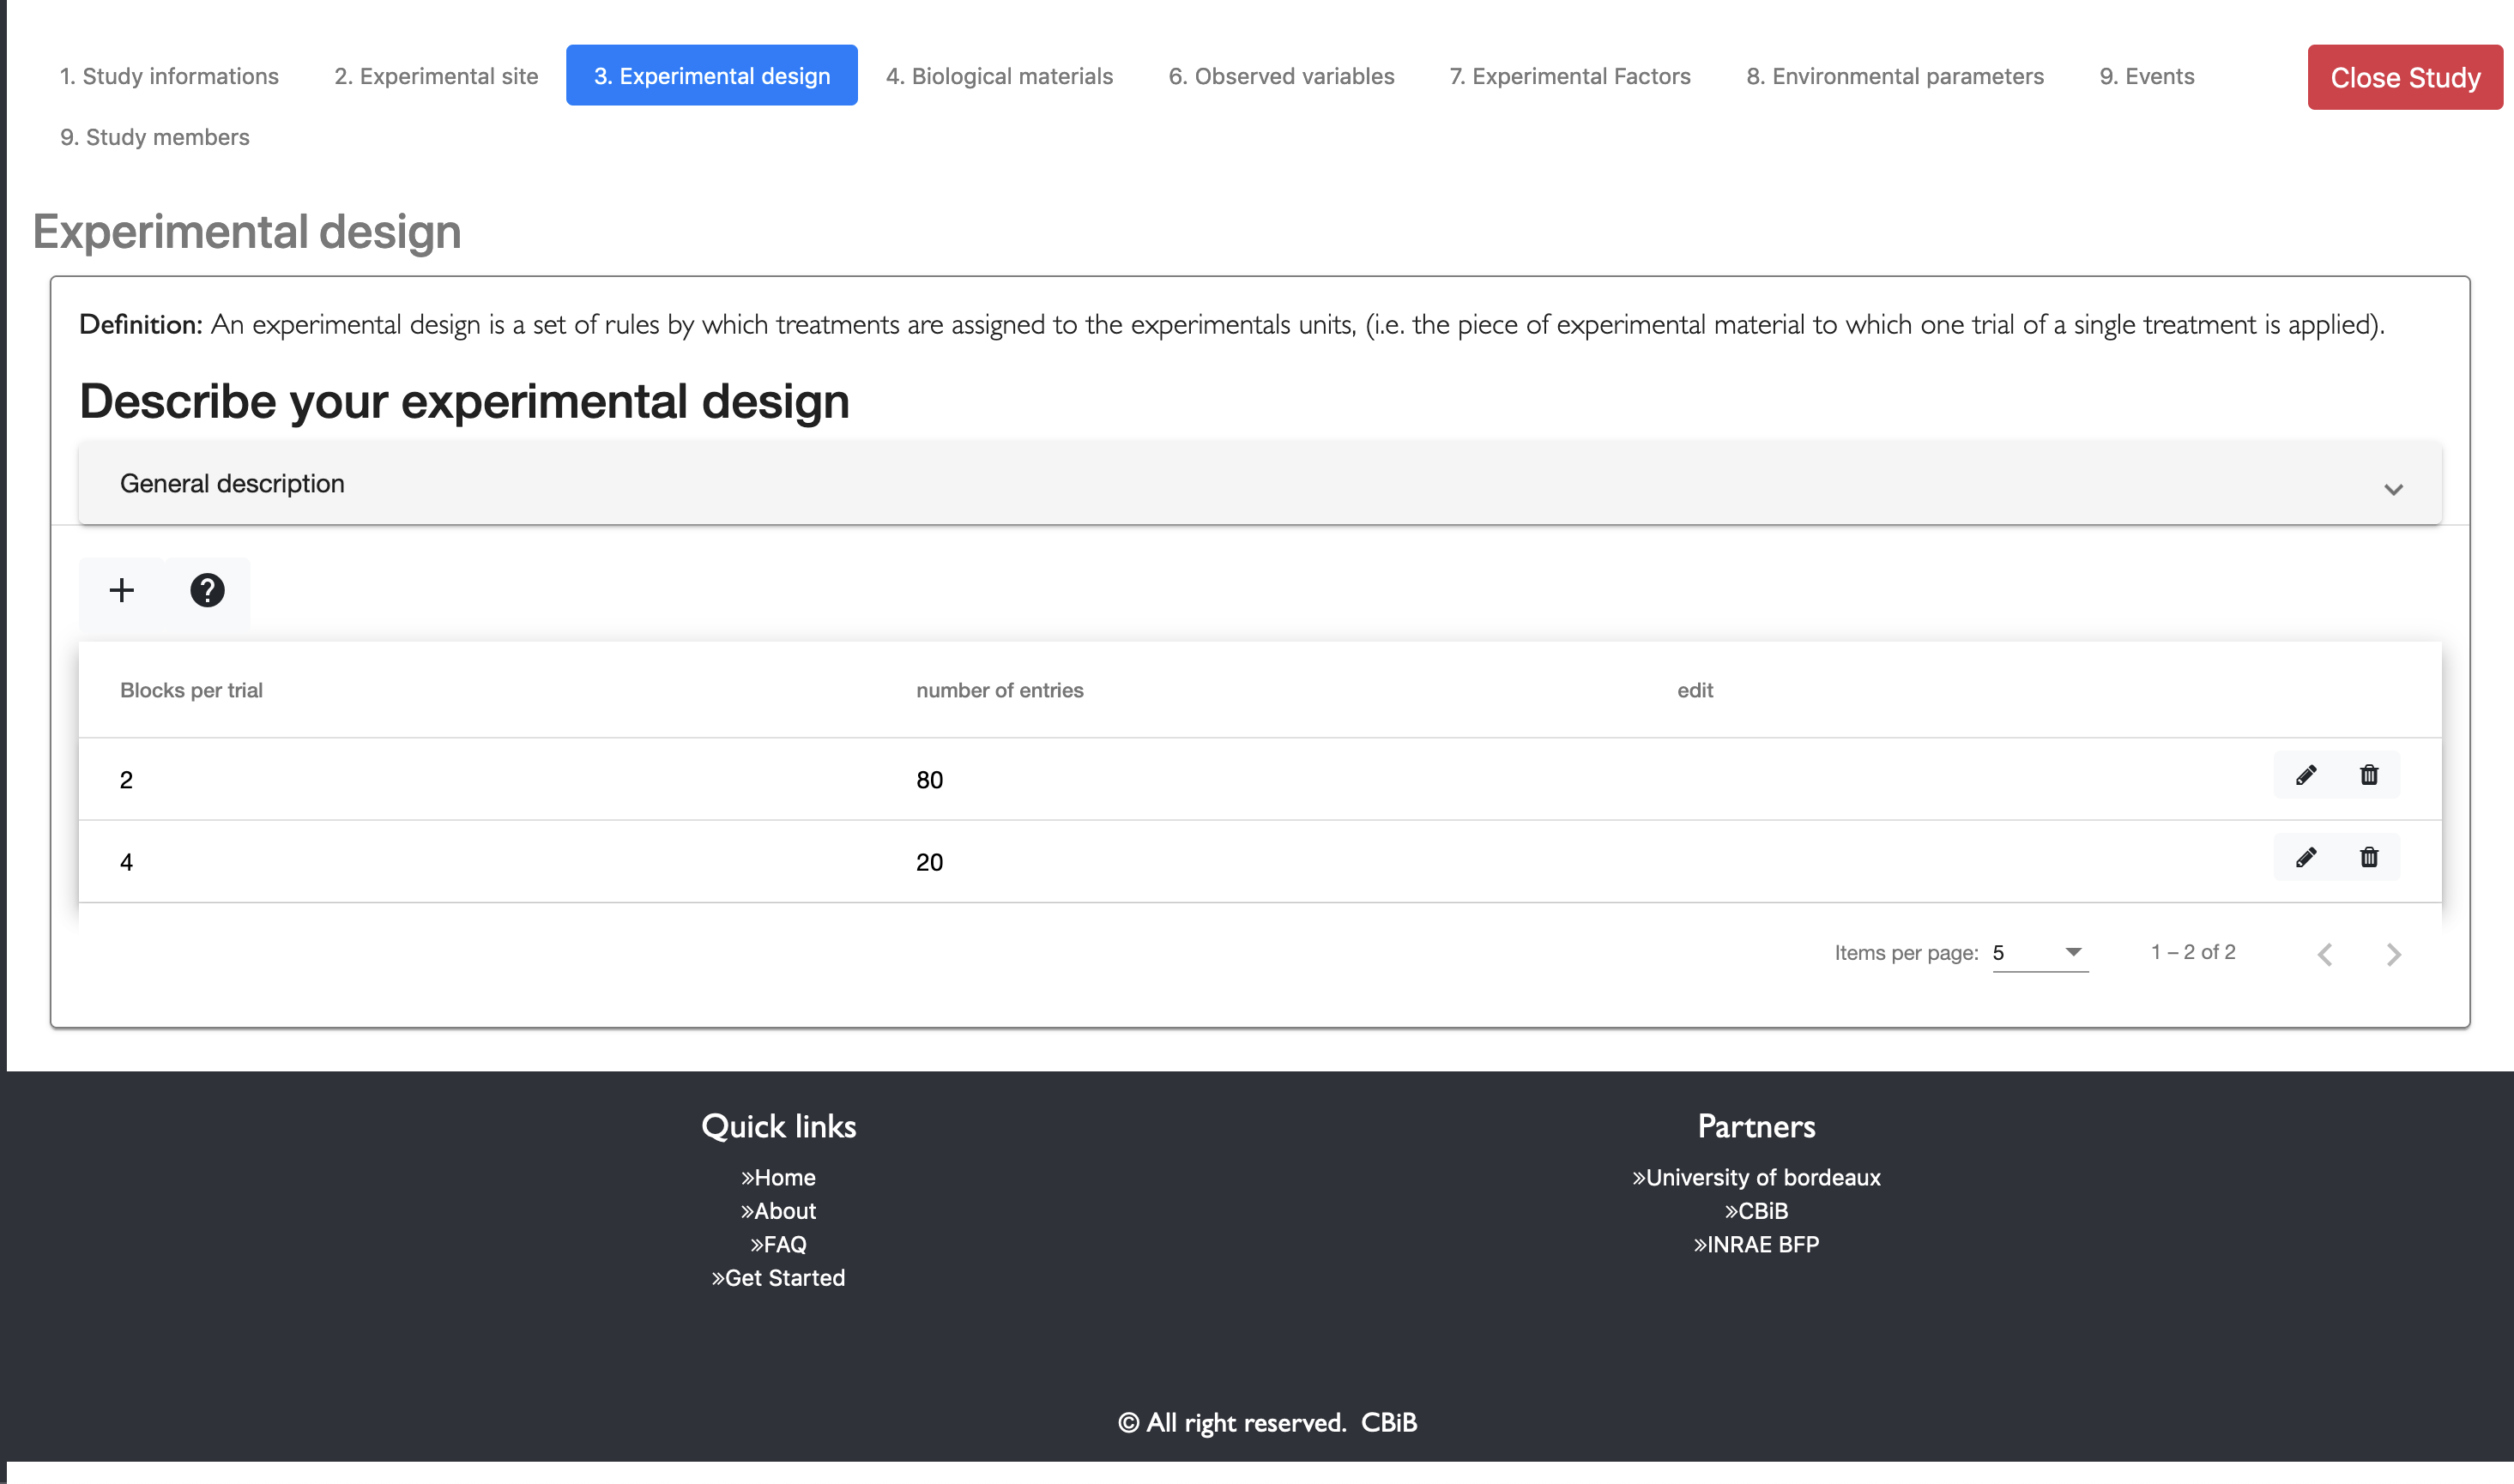 1. Study informations 2. Experimental site 3. Experimental design 4. Biological materials 6. Observed variables 7. Experimental Factors 8. Environmental parameters 9. Events Close Study
9. Study members
Experimental design
Definition: An experimental design is a set of rules by which treatments are assigned to the experimentals units, (i.e. the piece of experimental material to which one trial of a single treatment is applied).
Describe your experimental design
General description
+ ?
Blocks per trial number of entries edit
2 80
4 20
Items per page: 5 1 – 2 of 2
Quick links Partners
»Home »University of bordeaux
»About »CBiB
»FAQ »INRAE BFP
»Get Started
© All right reserved. CBiB